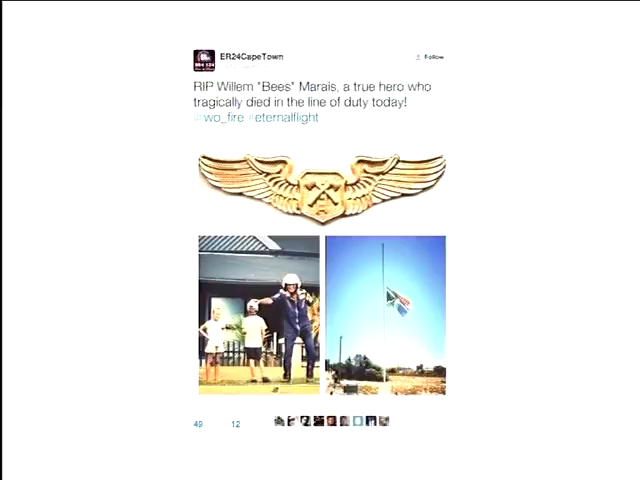 ER24CapeTown
Follow
RIP Willem "Bees" Marais, a true hero who
tragically died in the line of duty today!
#wo_fire #eternalflight
49 12